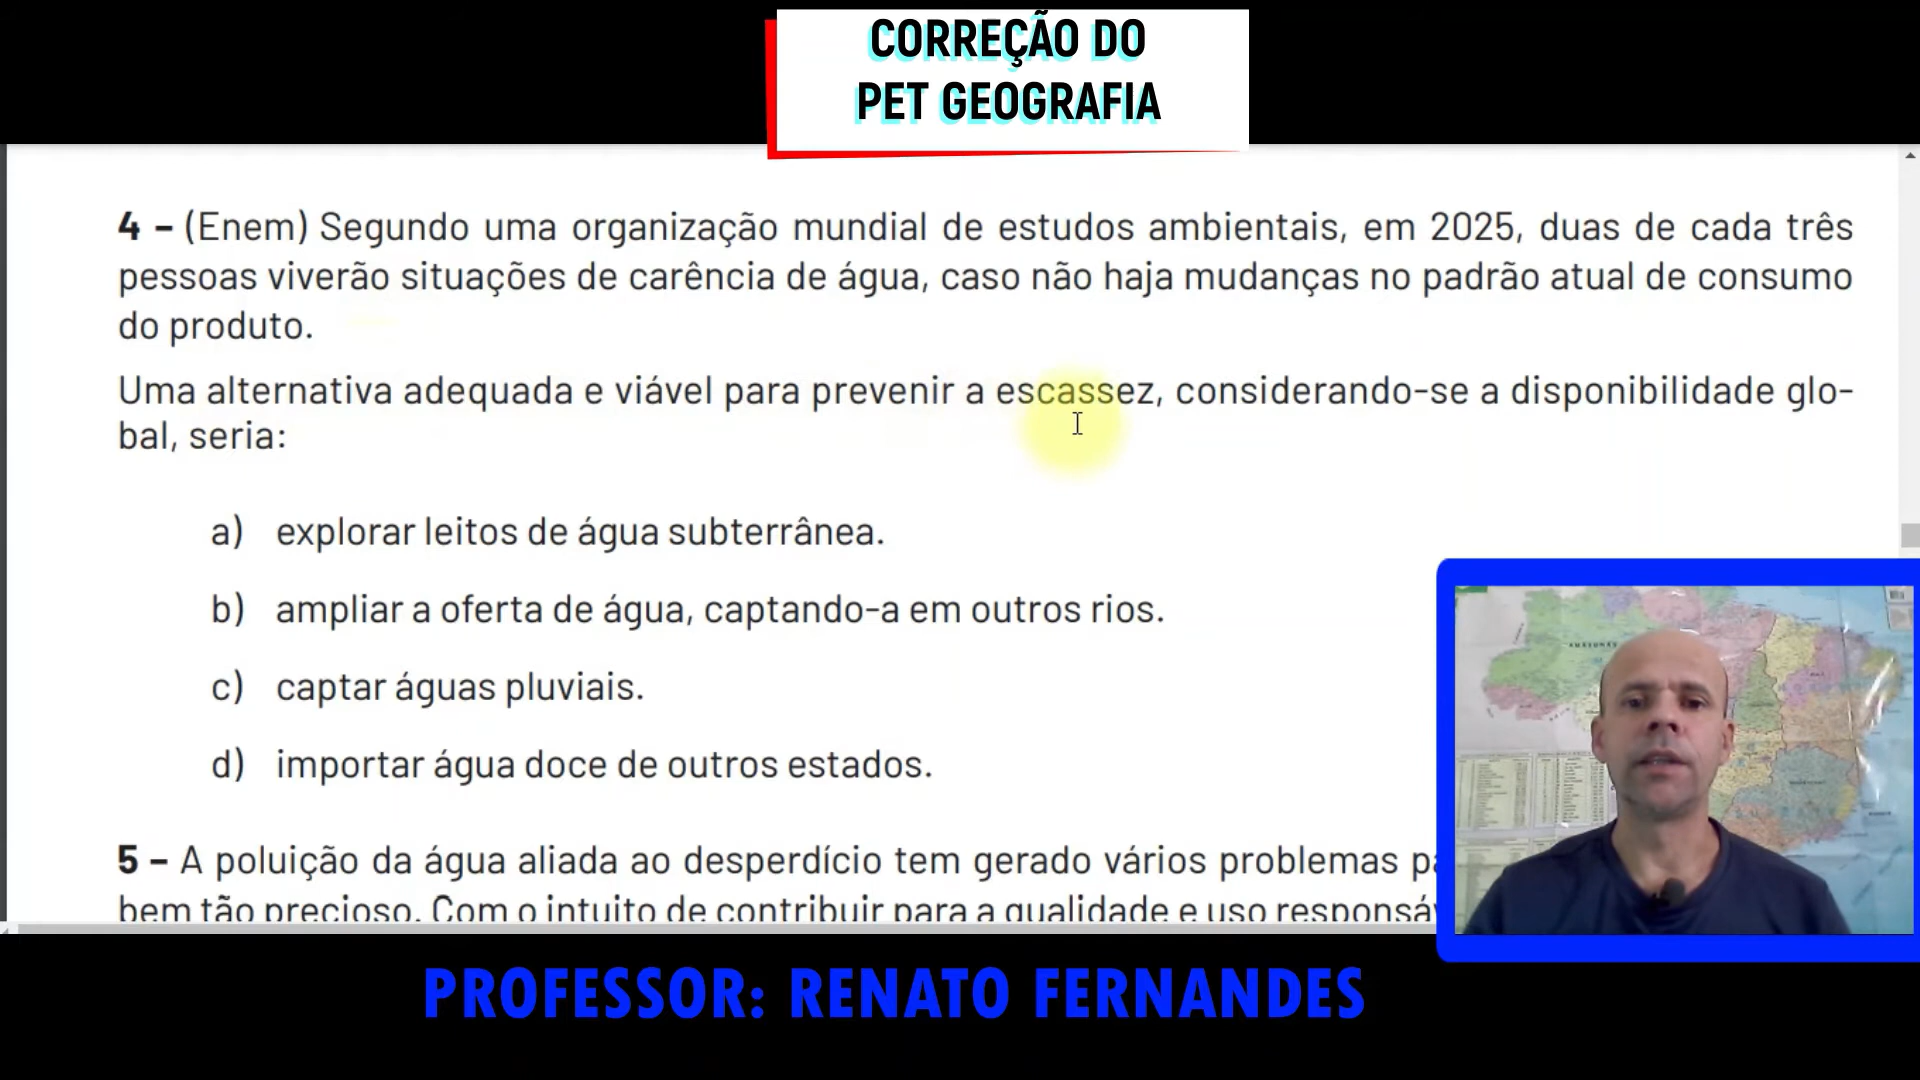 CORREÇÃO DO
PET GEOGRAFIA
4 – (Enem) Segundo uma organização mundial de estudos ambientais, em 2025, duas de cada três
pessoas viverão situações de carência de água, caso não haja mudanças no padrão atual de consumo
do produto.
Uma alternativa adequada e viável para prevenir a escassez, considerando-se a disponibilidade glo-
bal, seria:
a) explorar leitos de água subterrânea.
b) ampliar a oferta de água, captando-a em outros rios.
c) captar águas pluviais.
d) importar água doce de outros estados.
5 – A poluição da água aliada ao desperdício tem gerado vários problemas
bem tão precioso. Com o intuito de contribuir para a qualidade e uso
PROFESSOR: RENATO FERNANDES